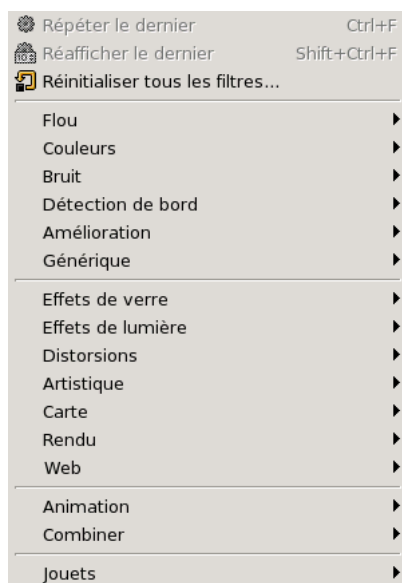 Répéter le dernier Ctrl+F
Réafficher le dernier Shift+Ctrl+F
Réinitialiser tous les filtres...
Flou
Couleurs
Bruit
Détection de bord
Amélioration
Générique
Effets de verre
Effets de lumière
Distorsions
Artistique
Carte
Rendu
Web
Animation
Combiner
Jouets